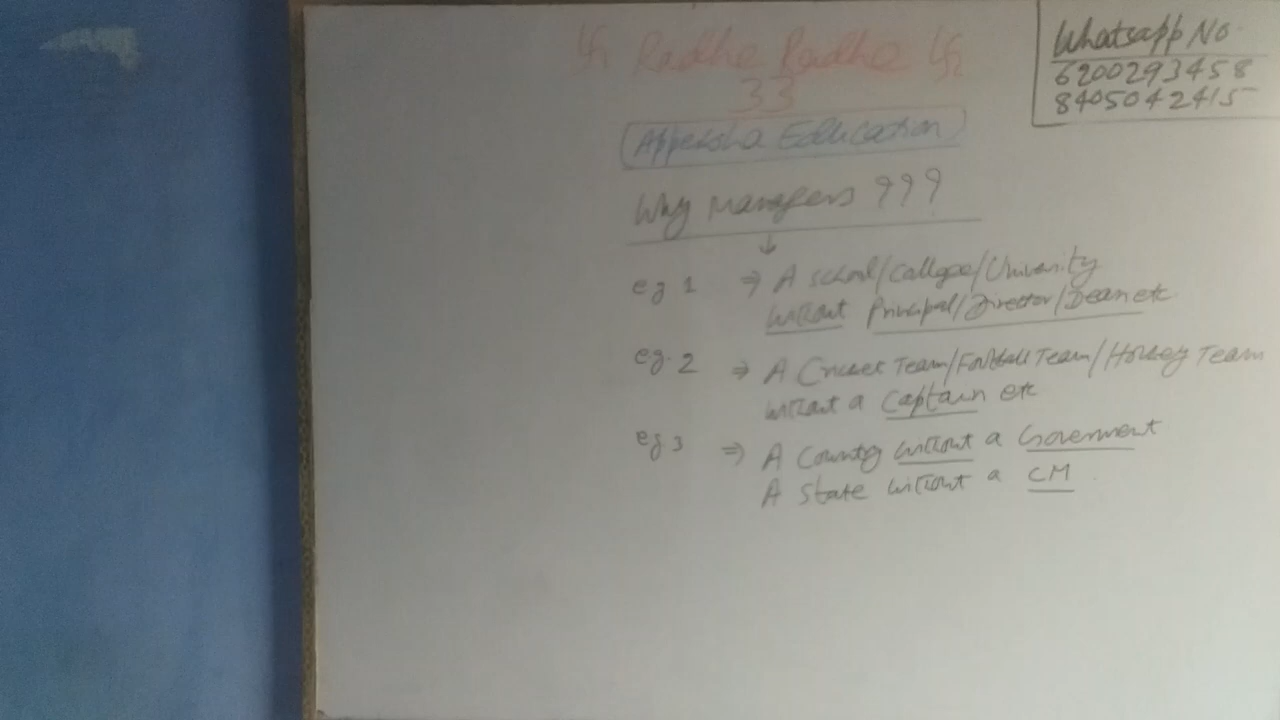 卐 Radhe Radhe 卐
33
Appeksha Education
Whatsapp No.
6200293458
8405042415
Why Managers ???
↓
eg 1 ⇒ A school/College/University
without Principal/Director/Dean etc
eg. 2 ⇒ A Cricket Team/Football Team/Hockey Team
without a Captain etc
eg 3 ⇒ A Country without a Goverment
A State without a CM